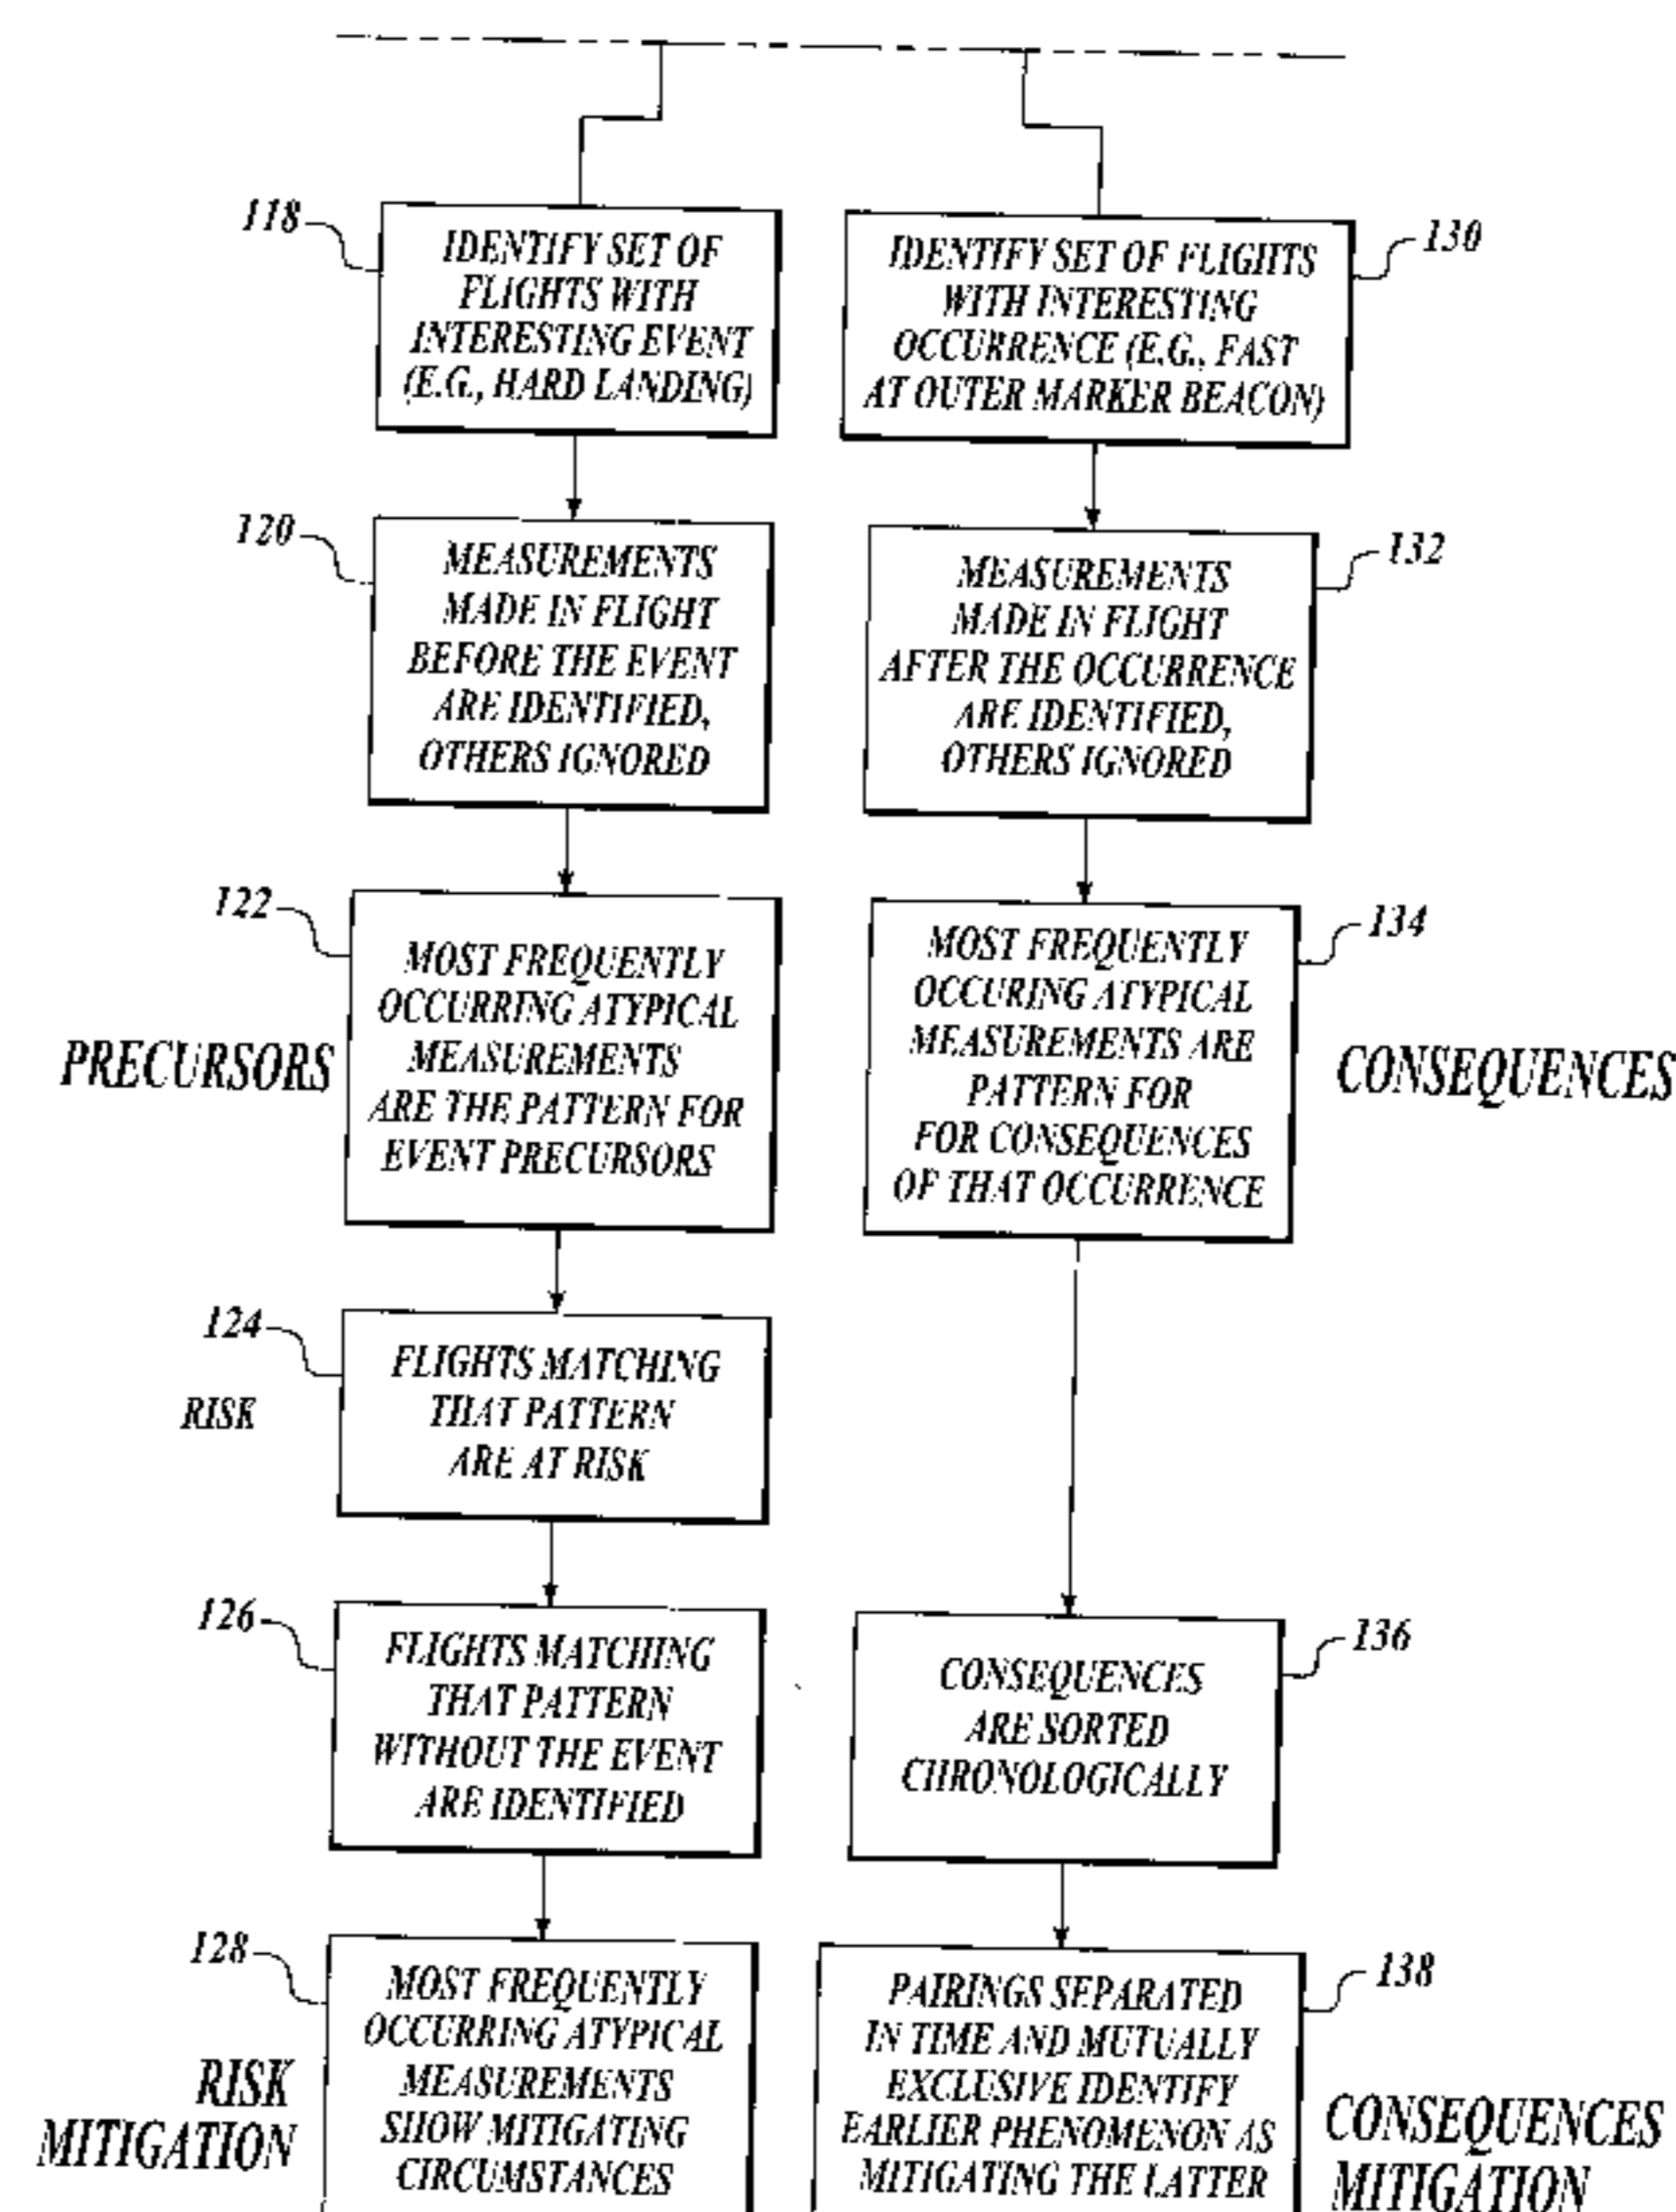 118
IDENTIFY SET OF
FLIGHTS WITH
INTERESTING EVENT
(E.G., HARD LANDING)
130
IDENTIFY SET OF FLIGHTS
WITH INTERESTING
OCCURRENCE (E.G., FAST
AT OUTER MARKER BEACON)
120
MEASUREMENTS
MADE IN FLIGHT
BEFORE THE EVENT
ARE IDENTIFIED,
OTHERS IGNORED
132
MEASUREMENTS
MADE IN FLIGHT
AFTER THE OCCURRENCE
ARE IDENTIFIED,
OTHERS IGNORED
122
PRECURSORS
MOST FREQUENTLY
OCCURRING ATYPICAL
MEASUREMENTS
ARE THE PATTERN FOR
EVENT PRECURSORS
134
MOST FREQUENTLY
OCCURING ATYPICAL
MEASUREMENTS ARE
PATTERN FOR
FOR CONSEQUENCES
OF THAT OCCURRENCE
CONSEQUENCES
124
RISK
FLIGHTS MATCHING
THAT PATTERN
ARE AT RISK
126
FLIGHTS MATCHING
THAT PATTERN
WITHOUT THE EVENT
ARE IDENTIFIED
136
CONSEQUENCES
ARE SORTED
CHRONOLOGICALLY
128
RISK
MITIGATION
MOST FREQUENTLY
OCCURRING ATYPICAL
MEASUREMENTS
SHOW MITIGATING
CIRCUMSTANCES
138
PAIRINGS SEPARATED
IN TIME AND MUTUALLY
EXCLUSIVE IDENTIFY
EARLIER PHENOMENON AS
MITIGATING THE LATTER
CONSEQUENCES
MITIGATION